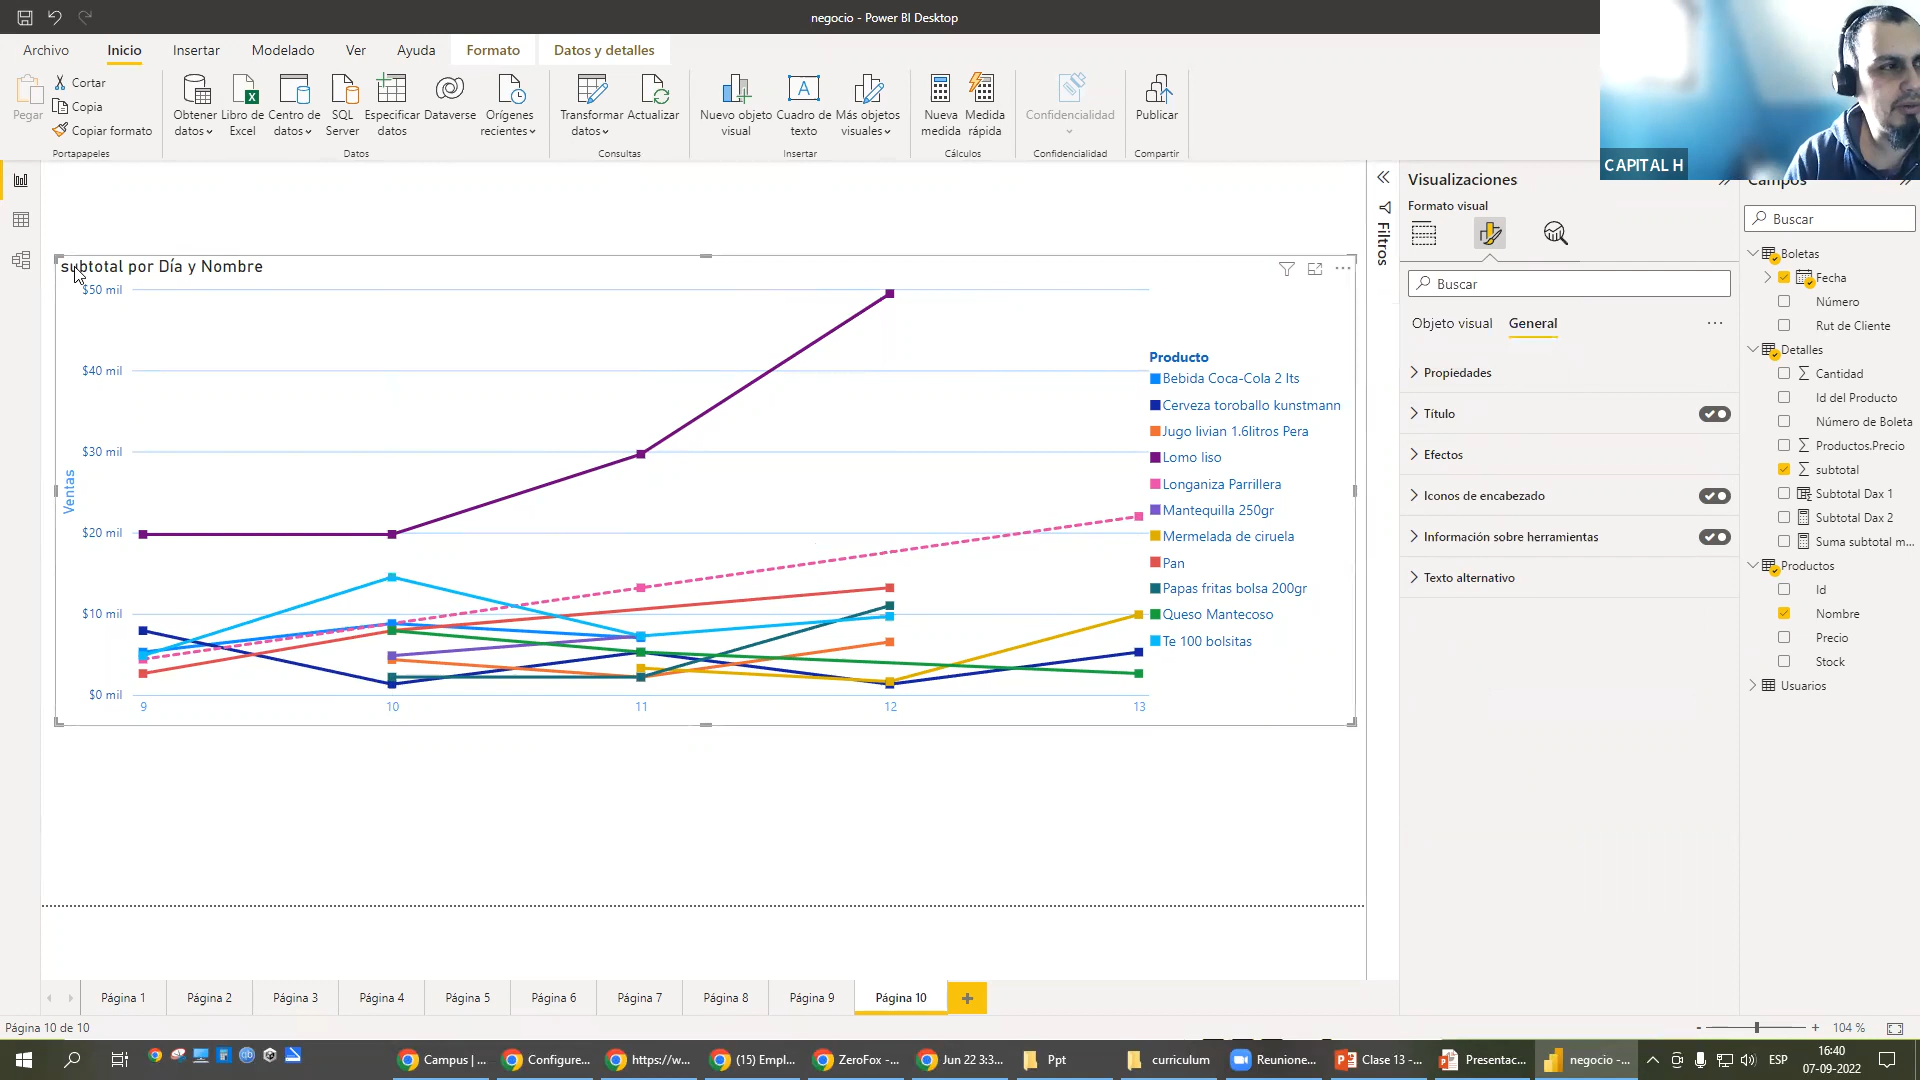 negocio - Power BI Desktop
Archivo
Inicio
Insertar
Modelado
Ver
Ayuda
Formato
Datos y detalles
Pegar
Cortar
Copia
Copiar formato
Portapapeles
Obtener datos
Libro de Excel
Centro de datos
SQL Server
Especificar datos
Dataverse
Orígenes recientes
Datos
Transformar datos
Actualizar
Consultas
Nuevo objeto visual
Cuadro de texto
Más objetos visuales
Insertar
Nueva medida
Medida rápida
Cálculos
Confidencialidad
Confidencialidad
Publicar
Compartir
CAPITAL H
subtotal por Día y Nombre
$50 mil
$40 mil
$30 mil
$20 mil
$10 mil
$0 mil
Ventas
9
10
11
12
13
Producto
Bebida Coca-Cola 2 lts
Cerveza toroballo kunstmann
Jugo livian 1.6litros Pera
Lomo liso
Longaniza Parrillera
Mantequilla 250gr
Mermelada de ciruela
Pan
Papas fritas bolsa 200gr
Queso Mantecoso
Te 100 bolsitas
Filtros
Visualizaciones
Formato visual
Buscar
Objeto visual
General
Propiedades
Título
Efectos
Iconos de encabezado
Información sobre herramientas
Texto alternativo
Campos
Buscar
Boletas
Fecha
Número
Rut de Cliente
Detalles
Cantidad
Id del Producto
Número de Boleta
Productos.Precio
subtotal
Subtotal Dax 1
Subtotal Dax 2
Suma subtotal m...
Productos
Id
Nombre
Precio
Stock
Usuarios
Página 1
Página 2
Página 3
Página 4
Página 5
Página 6
Página 7
Página 8
Página 9
Página 10
+
Página 10 de 10
- + 104 %
Campus | ...
Configure...
https://w...
(15) Empl...
ZeroFox -...
Jun 22 3:3...
Ppt
curriculum
Reunione...
Clase 13 -...
Presentac...
negocio -...
ESP
16:40
07-09-2022